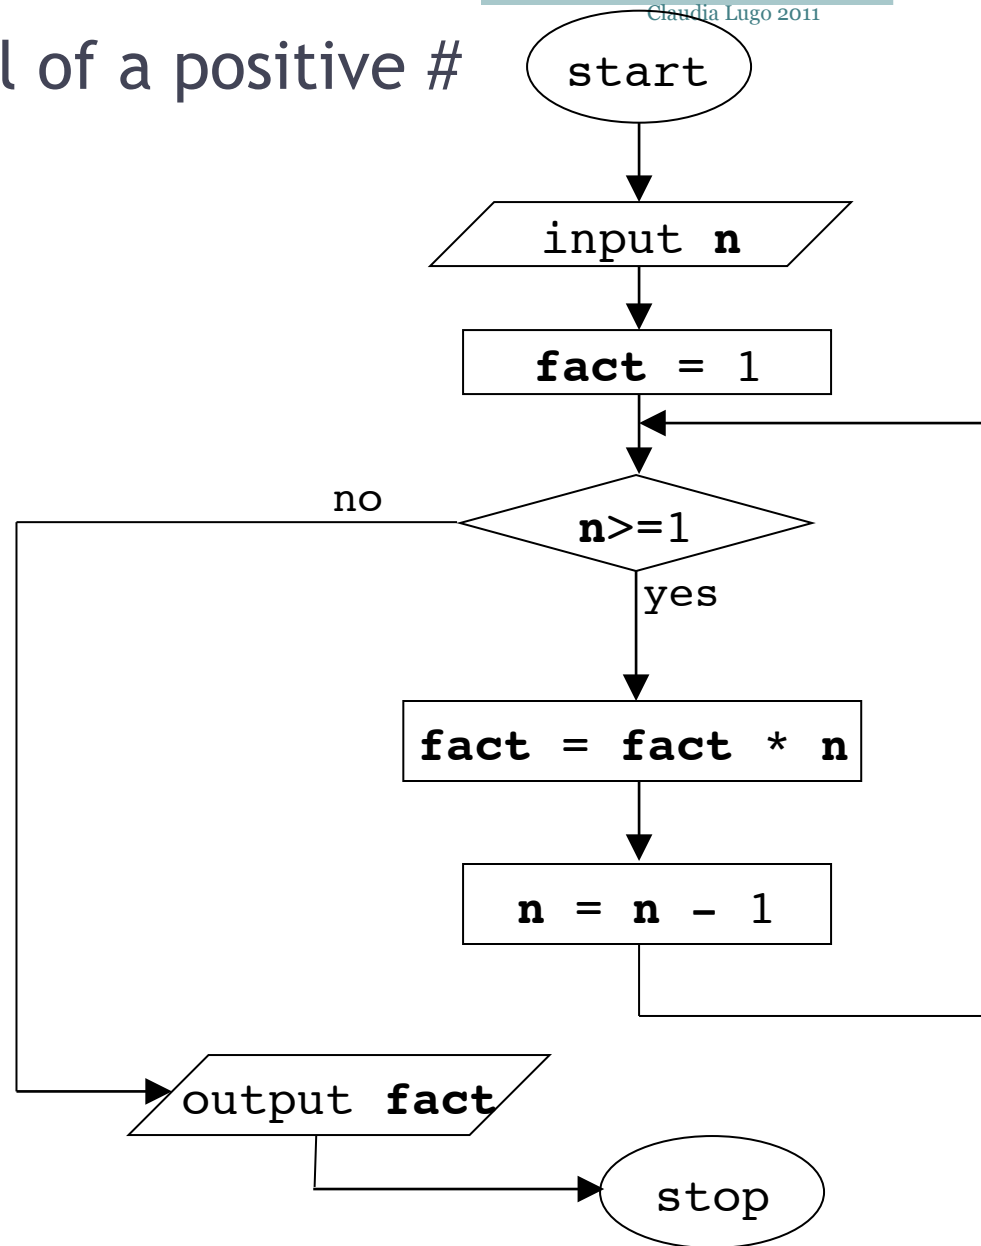 Claudia Lugo 2011
l of a positive #
start
input n
fact = 1
no
n>=1
yes
fact = fact * n
n = n - 1
output fact
stop